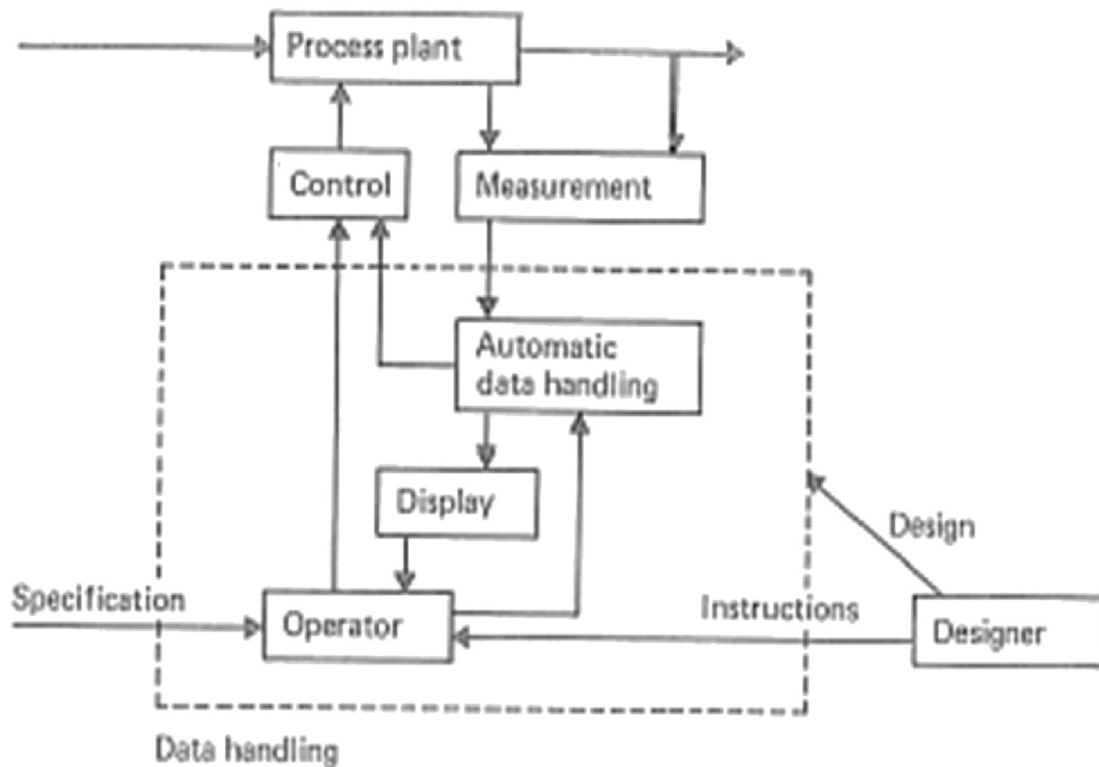 Process plant
Control
Measurement
Automatic
data handling
Display
Design
Specification
Operator
Instructions
Designer
Data handling